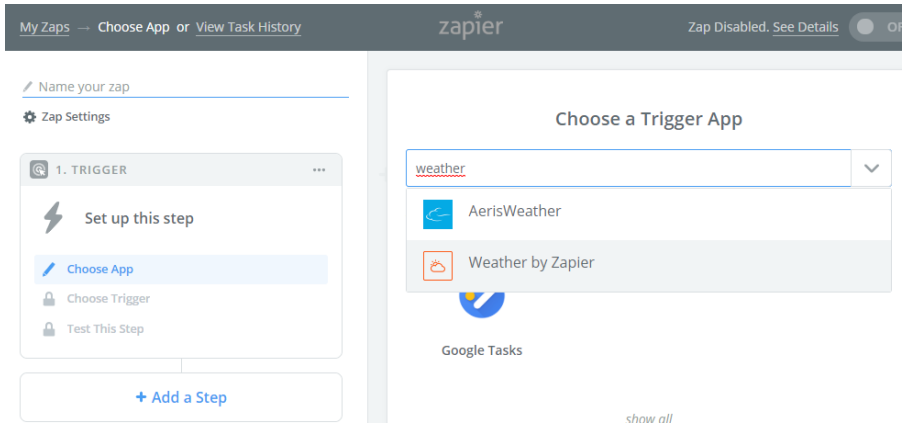 My Zaps → Choose App or View Task History
zapier
Zap Disabled. See Details
Name your zap
Zap Settings
1. TRIGGER
Set up this step
Choose App
Choose Trigger
Test This Step
+ Add a Step
Choose a Trigger App
weather
AerisWeather
Weather by Zapier
Google Tasks
show all